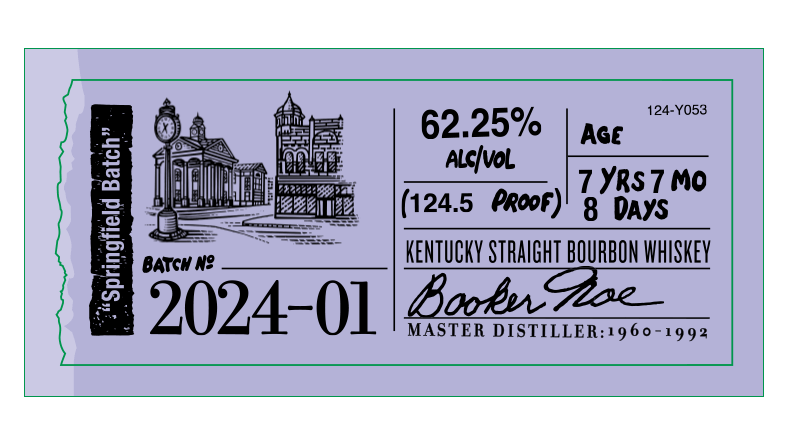 “Springfield Batch”
BATCH Nº
2024-01
62.25%
ALC/VOL
(124.5 PROOF)
124-Y053
AGE
7 YRS 7 MO
8 DAYS
KENTUCKY STRAIGHT BOURBON WHISKEY
Booker Noe
MASTER DISTILLER:1960-1992